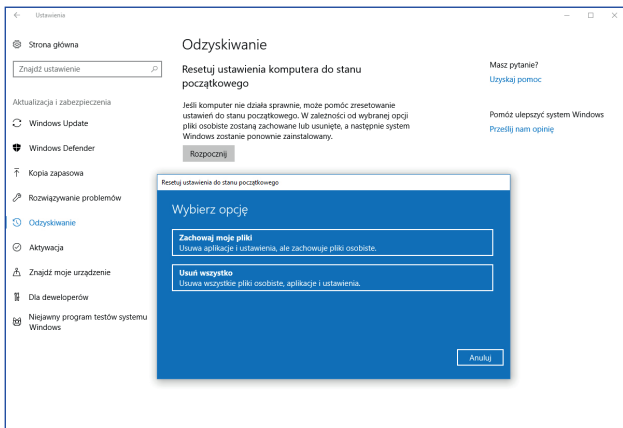 Ustawienia
Strona główna
Znajdź ustawienie
Aktualizacja i zabezpieczenia
Windows Update
Windows Defender
Kopia zapasowa
Rozwiązywanie problemów
Odzyskiwanie
Aktywacja
Znajdź moje urządzenie
Dla deweloperów
Niejawny program testów systemu
Windows
Odzyskiwanie
Resetuj ustawienia komputera do stanu
początkowego
Jeśli komputer nie działa sprawnie, może pomóc zresetowanie
ustawień do stanu początkowego. W zależności od wybranej opcji
pliki osobiste zostaną zachowane lub usunięte, a następnie system
Windows zostanie ponownie zainstalowany.
Rozpocznij
Masz pytanie?
Uzyskaj pomoc
Pomóż ulepszyć system Windows
Prześlij nam opinię
Resetuj ustawienia do stanu początkowego
Wybierz opcję
Zachowaj moje pliki
Usuwa aplikacje i ustawienia, ale zachowuje pliki osobiste.
Usuń wszystko
Usuwa wszystkie pliki osobiste, aplikacje i ustawienia.
Anuluj